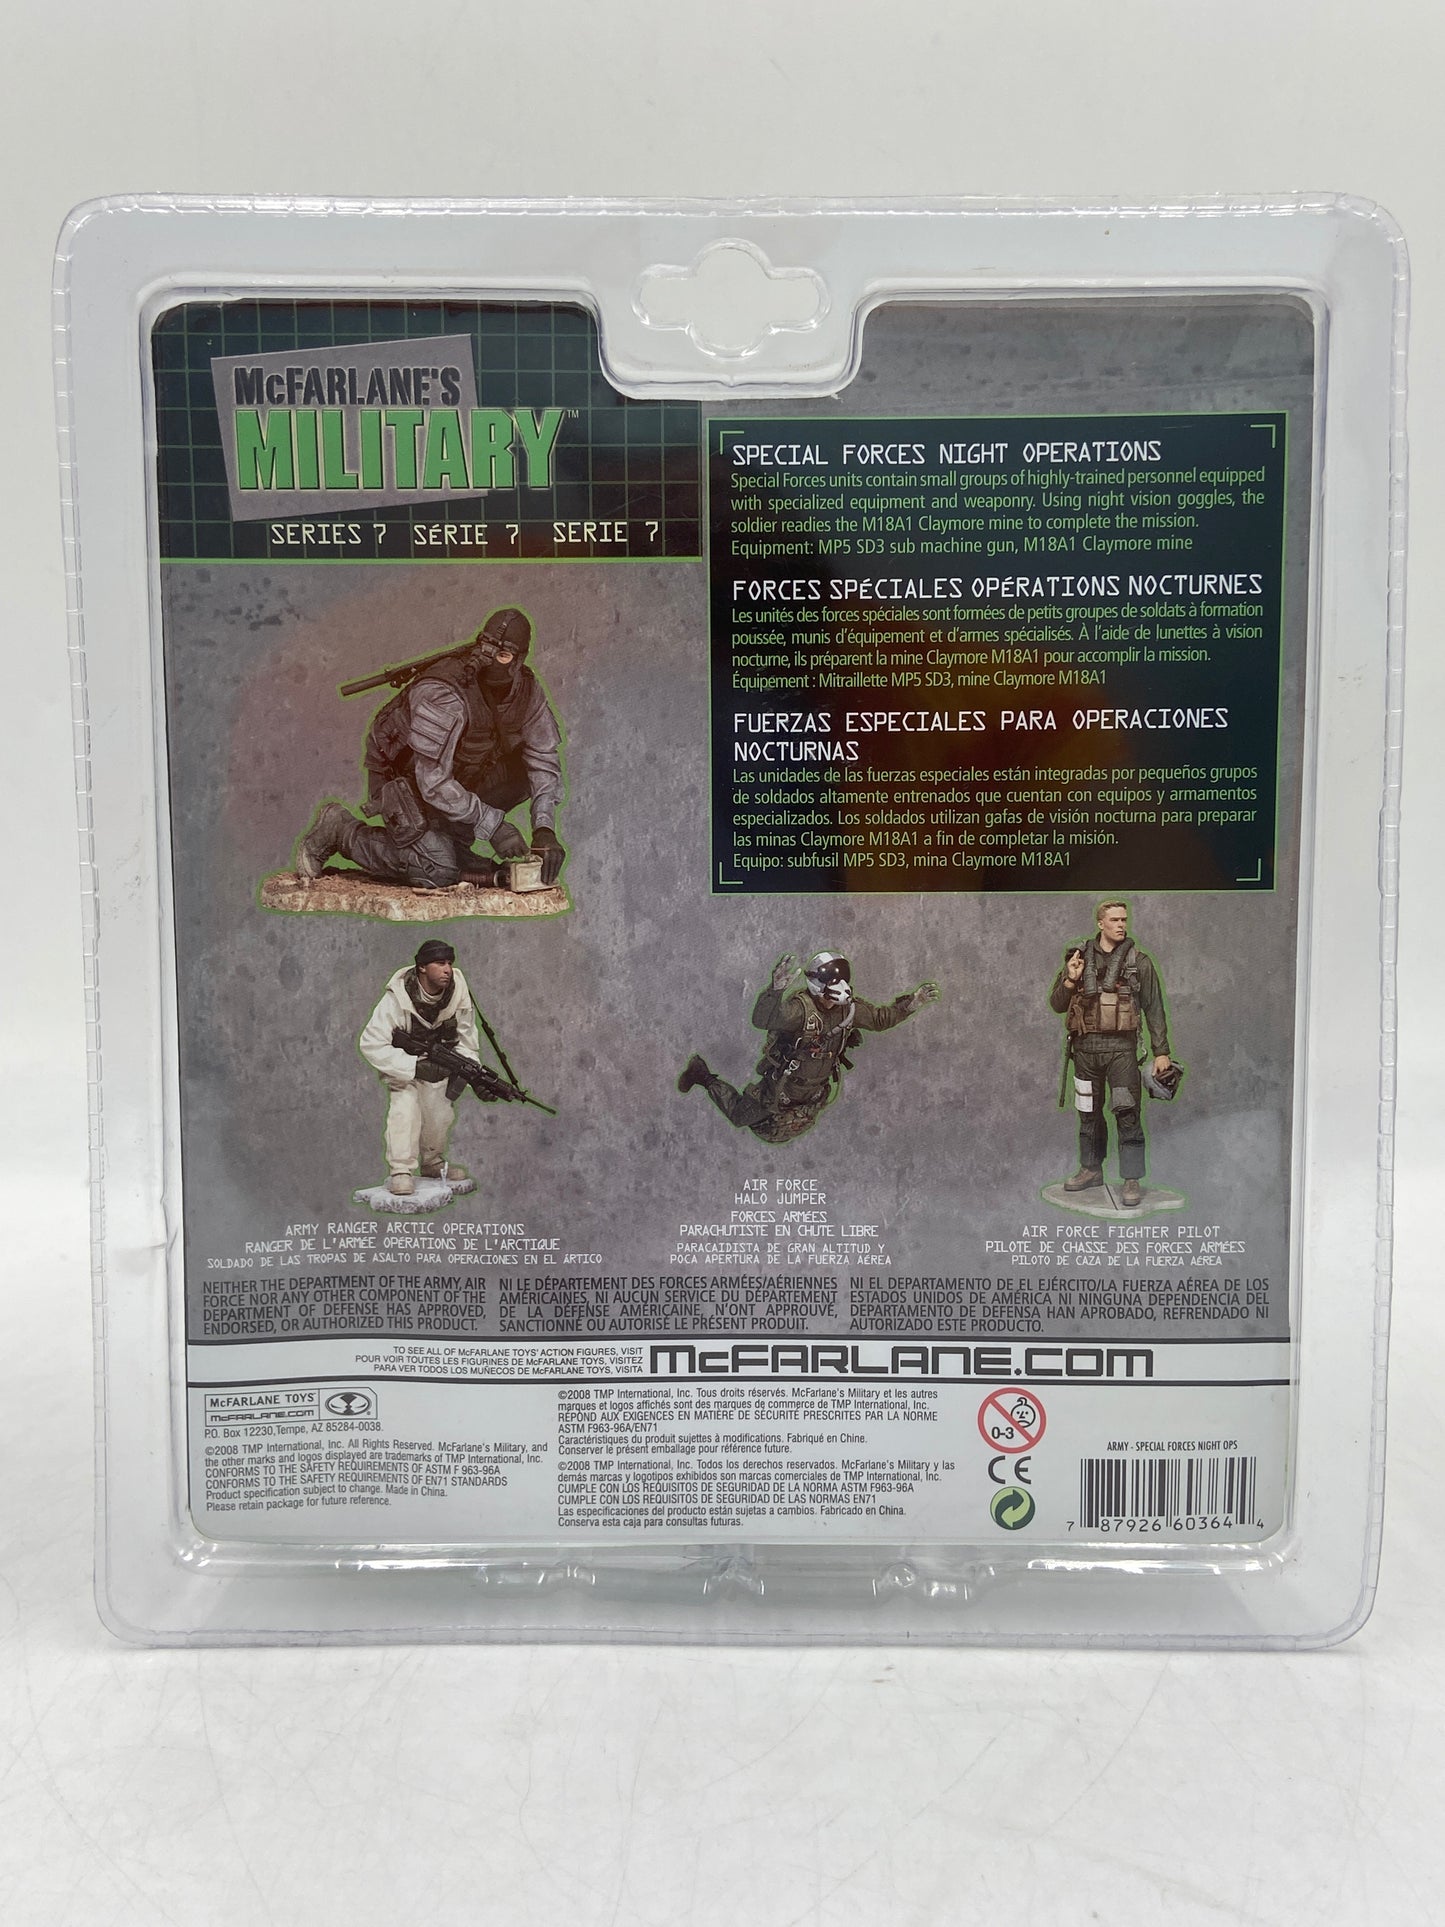 McFARLANE'S
MILITARY™
SERIES 7 SÉRIE 7 SERIE 7
SPECIAL FORCES NIGHT OPERATIONS
Special Forces units contain small groups of highly-trained personnel equipped
with specialized equipment and weaponry. Using night vision goggles, the
soldier readies the M18A1 Claymore mine to complete the mission.
Equipment: MP5 SD3 sub machine gun, M18A1 Claymore mine
FORCES SPÉCIALES OPÉRATIONS NOCTURNES
Les unités des forces spéciales sont formées de petits groupes de soldats à formation
poussée, munis d'équipement et d'armes spécialisés. À l'aide de lunettes à vision
nocturne, ils préparent la mine Claymore M18A1 pour accomplir la mission.
Équipement : Mitraillette MP5 SD3, mine Claymore M18A1
FUERZAS ESPECIALES PARA OPERACIONES
NOCTURNAS
Las unidades de las fuerzas especiales están integradas por pequeños grupos
de soldados altamente entrenados que cuentan con equipos y armamentos
especializados. Los soldados utilizan gafas de visión nocturna para preparar
las minas Claymore M18A1 a fin de completar la misión.
Equipo: subfusil MP5 SD3, mina Claymore M18A1
ARMY RANGER ARCTIC OPERATIONS
RANGER DE L'ARMÉE OPÉRATIONS DE L'ARCTIQUE
SOLDADO DE LAS TROPAS DE ASALTO PARA OPERACIONES EN EL ÁRTICO
AIR FORCE
HALO JUMPER
FORCES ARMÉES
PARACHUTISTE EN CHUTE LIBRE
PARACAIDISTA DE GRAN ALTITUD Y
POCA APERTURA DE LA FUERZA AÉREA
AIR FORCE FIGHTER PILOT
PILOTE DE CHASSE DES FORCES ARMÉES
PILOTO DE CAZA DE LA FUERZA AÉREA
NEITHER THE DEPARTMENT OF THE ARMY, AIR
FORCE NOR ANY OTHER COMPONENT OF THE
DEPARTMENT OF DEFENSE HAS APPROVED,
ENDORSED, OR AUTHORIZED THIS PRODUCT.
NI LE DÉPARTEMENT DES FORCES ARMÉES/AÉRIENNES
AMÉRICAINES, NI AUCUN SERVICE DU DÉPARTEMENT
DE LA DÉFENSE AMÉRICAINE, N'ONT APPROUVÉ,
SANCTIONNÉ OU AUTORISÉ LE PRÉSENT PRODUIT.
NI EL DEPARTAMENTO DE EL EJÉRCITO/LA FUERZA AÉREA DE LOS
ESTADOS UNIDOS DE AMÉRICA NI NINGUNA DEPENDENCIA DEL
DEPARTAMENTO DE DEFENSA HAN APROBADO, REFRENDADO NI
AUTORIZADO ESTE PRODUCTO.
TO SEE ALL OF McFARLANE TOYS' ACTION FIGURES, VISIT
POUR VOIR TOUTES LES FIGURINES DE McFARLANE TOYS, VISITEZ
PARA VER TODOS LOS MUÑECOS DE McFARLANE TOYS, VISITA
McFARLANE.COM
McFARLANE TOYS
McFARLANE.COM
P.O. Box 12230, Tempe, AZ 85284-0038.
©2008 TMP International, Inc. All Rights Reserved. McFarlane's Military, and
the other marks and logos displayed are trademarks of TMP International, Inc.
CONFORMS TO THE SAFETY REQUIREMENTS OF ASTM F 963-96A
CONFORMS TO THE SAFETY REQUIREMENTS OF EN71 STANDARDS
Product specification subject to change. Made in China.
Please retain package for future reference.
©2008 TMP International, Inc. Tous droits réservés. McFarlane's Military et les autres
marques et logos affichés sont des marques de commerce de TMP International, Inc.
RÉPOND AUX EXIGENCES EN MATIÈRE DE SÉCURITÉ PRESCRITES PAR LA NORME
ASTM F963-96A/EN71
Caractéristiques du produit sujettes à modifications. Fabriqué en Chine.
Conserver le présent emballage pour référence future.
©2008 TMP International, Inc. Todos los derechos reservados. McFarlane's Military y las
demás marcas y logotipos exhibidos son marcas comerciales de TMP International, Inc.
CUMPLE CON LOS REQUISITOS DE SEGURIDAD DE LA NORMA ASTM F963-96A
CUMPLE CON LOS REQUISITOS DE SEGURIDAD DE LAS NORMAS EN71
Las especificaciones del producto están sujetas a cambios. Fabricado en China.
Conserva esta caja para consultas futuras.
0-3
CE
ARMY - SPECIAL FORCES NIGHT OPS
7 87926 60364 4